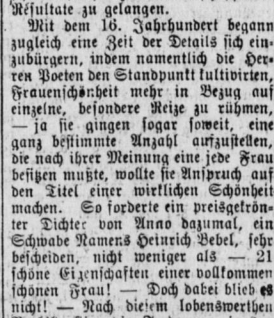 Resultate zu gelangen.
Mit dem 16. Jahrhundert begann
zugleich eine Zeit der Details sich ein-
zubürgern, indem namentlich die Her-
ren Poeten den Standpunkt kultivirten,
Frauenschönheit mehr in Bezug auf
einzelne, besondere Reize zu rühmen,
— ja sie gingen sogar soweit, eine
ganz bestimmte Anzahl aufzustellen,
die nach ihrer Meinung eine jede Frau
besitzen mußte, wollte sie Anspruch auf
den Titel einer wirklichen Schönheit
machen. So forderte ein preisgekrön-
ter Dichter von Anno dazumal, ein
Schwabe Namens Heinrich Bebel, sehr
bescheiden, nicht weniger als — 21
schöne Eigenschaften einer vollkommen
schönen Frau! — Doch dabei blieb es
nicht! — Nach diesem lobenswerthen